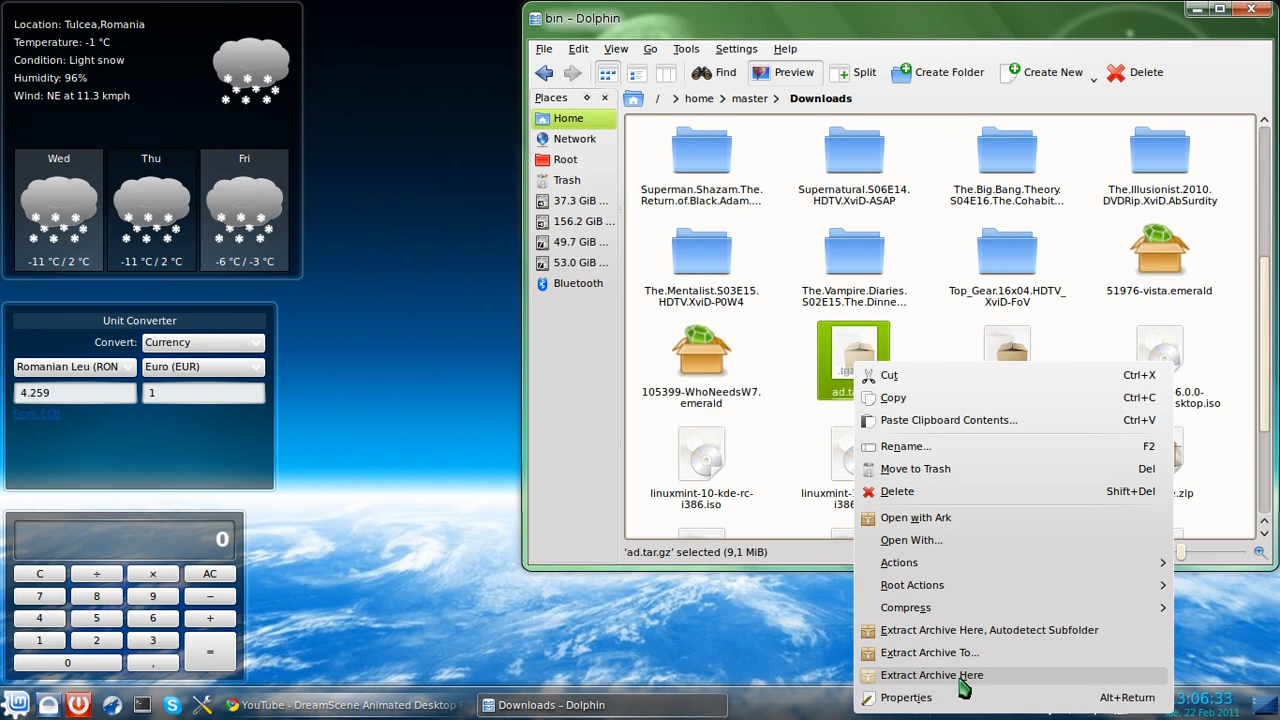 Location: Tulcea,Romania
Temperature: -1 °C
Condition: Light snow
Humidity: 96%
Wind: NE at 11.3 kmph
Wed
Thu
Fri
-11 °C/ 2 °C
-11 °C/ 2 °C
-6 °C/ -3 °C
Unit Converter
Convert:
Currency
Romanian Leu (RON
Euro (EUR)
4.259
1
From ECB
0
C
÷
×
AC
7
8
9
−
4
5
6
+
1
2
3
=
0
,
bin – Dolphin
File
Edit
View
Go
Tools
Settings
Help
Find
Preview
Split
Create Folder
Create New
Delete
Places
/
home
master
Downloads
Home
Network
Root
Trash
37.3 GiB ...
156.2 GiB ...
49.7 GiB ...
53.0 GiB ...
Bluetooth
Superman.Shazam.The.
Return.of.Black.Adam....
Supernatural.S06E14.
HDTV.XviD-ASAP
The.Big.Bang.Theory.
S04E16.The.Cohabit...
The.Illusionist.2010.
DVDRip.XviD.AbSurdity
The.Mentalist.S03E15.
HDTV.XviD-P0W4
The.Vampire.Diaries.
S02E15.The.Dinne...
Top_Gear.16x04.HDTV_
XviD-FoV
51976-vista.emerald
105399-WhoNeedsW7.
emerald
linuxmint-10-kde-rc-
i386.iso
'ad.tar.gz' selected (9,1 MiB)
Cut Ctrl+X
Copy Ctrl+C
Paste Clipboard Contents... Ctrl+V
Rename... F2
Move to Trash Del
Delete Shift+Del
Open with Ark
Open With...
Actions
Root Actions
Compress
Extract Archive Here, Autodetect Subfolder
Extract Archive To...
Extract Archive Here
Properties Alt+Return
YouTube - DreamScene Animated Desktop
Downloads – Dolphin
3:06:33
22 Feb 2011